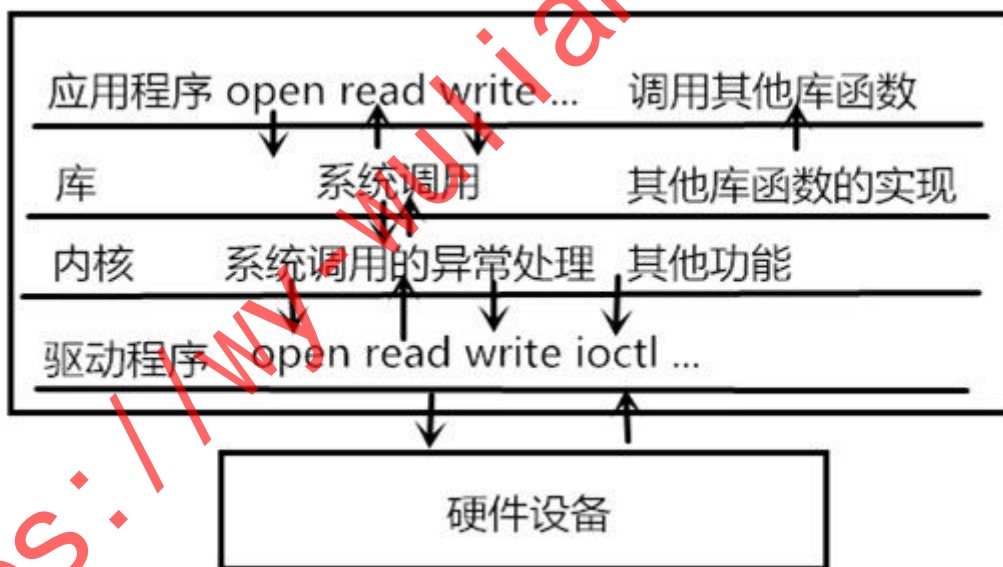 应用程序 open read write ... 调用其他库函数
库 系统调用 其他库函数的实现
内核 系统调用的异常处理 其他功能
驱动程序 open read write ioctl ...
硬件设备
s://wy-wulia